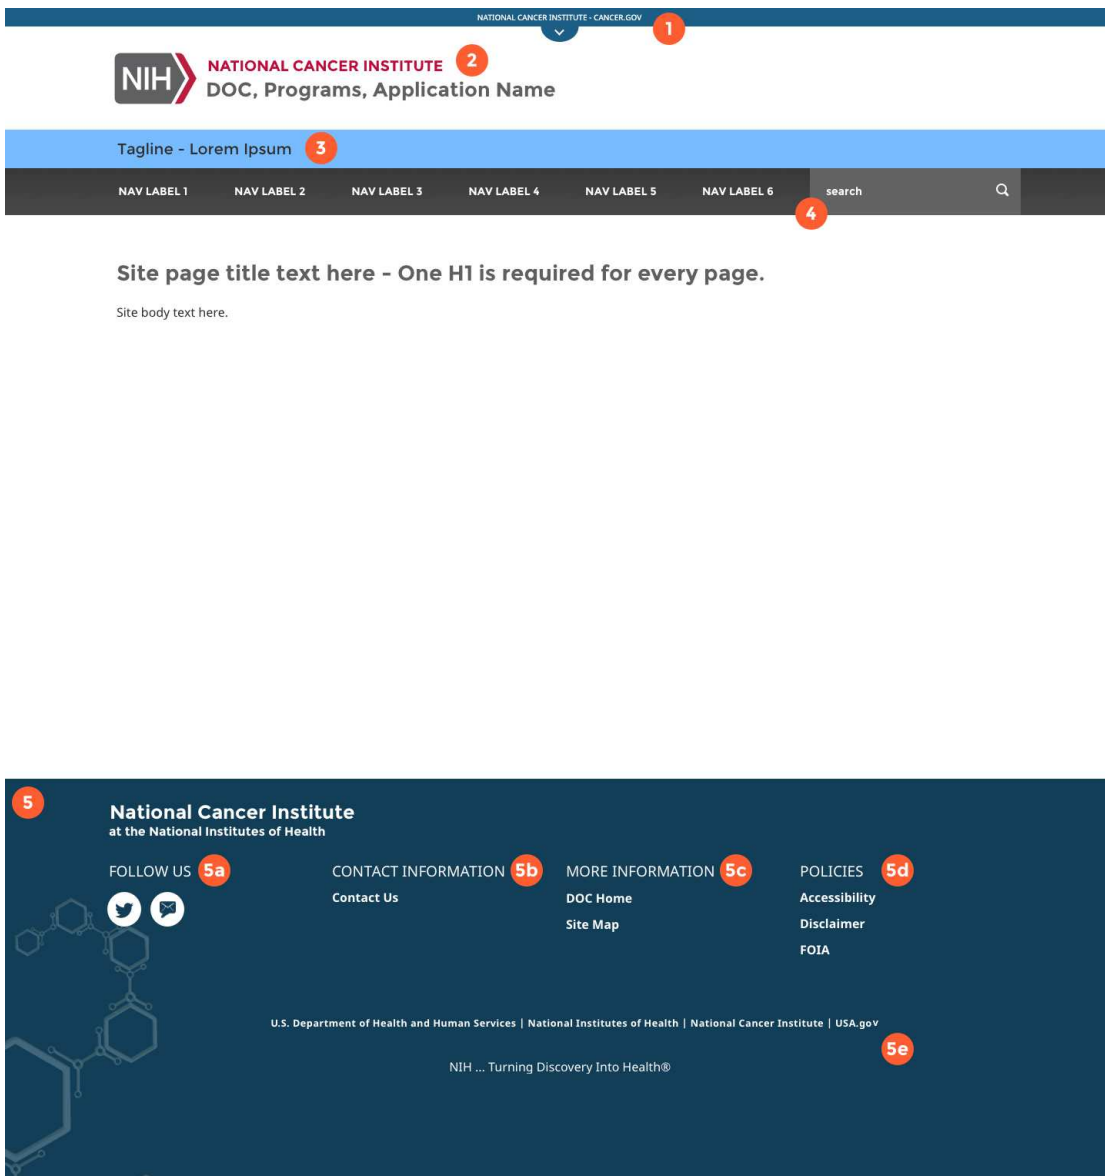 NATIONAL CANCER INSTITUTE - CANCER.GOV
1
NIH
NATIONAL CANCER INSTITUTE
2
DOC, Programs, Application Name
Tagline - Lorem Ipsum
3
NAV LABEL 1 NAV LABEL 2 NAV LABEL 3 NAV LABEL 4 NAV LABEL 5 NAV LABEL 6 search
4
Site page title text here - One H1 is required for every page.
Site body text here.
5
National Cancer Institute
at the National Institutes of Health
FOLLOW US 5a CONTACT INFORMATION 5b MORE INFORMATION 5c POLICIES 5d
Contact Us DOC Home Accessibility
Site Map Disclaimer
FOIA
U.S. Department of Health and Human Services | National Institutes of Health | National Cancer Institute | USA.gov
5e
NIH ... Turning Discovery Into Health®